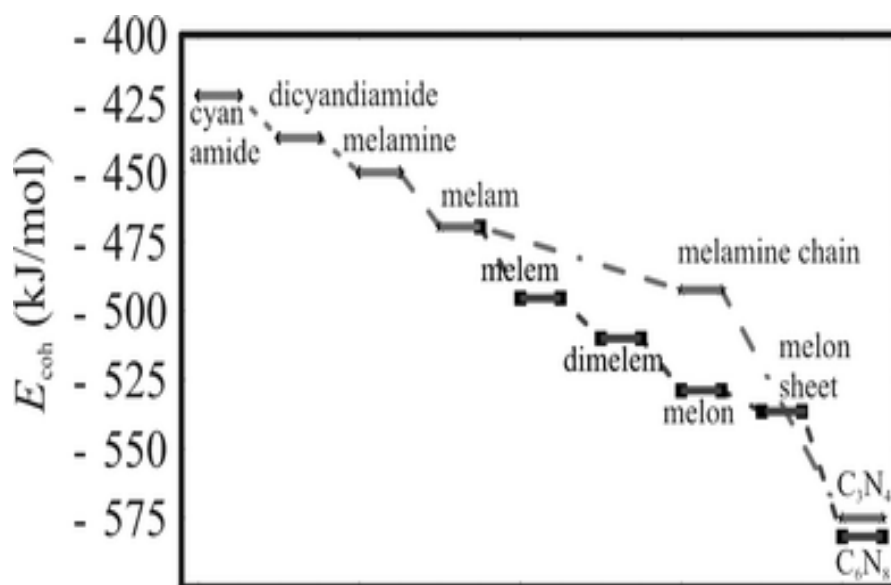 - 400
- 425
- 450
- 475
- 500
- 525
- 550
- 575
E_coh (kJ/mol)
cyan
amide
dicyandiamide
melamine
melam
melem
dimelem
melon
melamine chain
melon
sheet
C₃N₄
C₆N₈